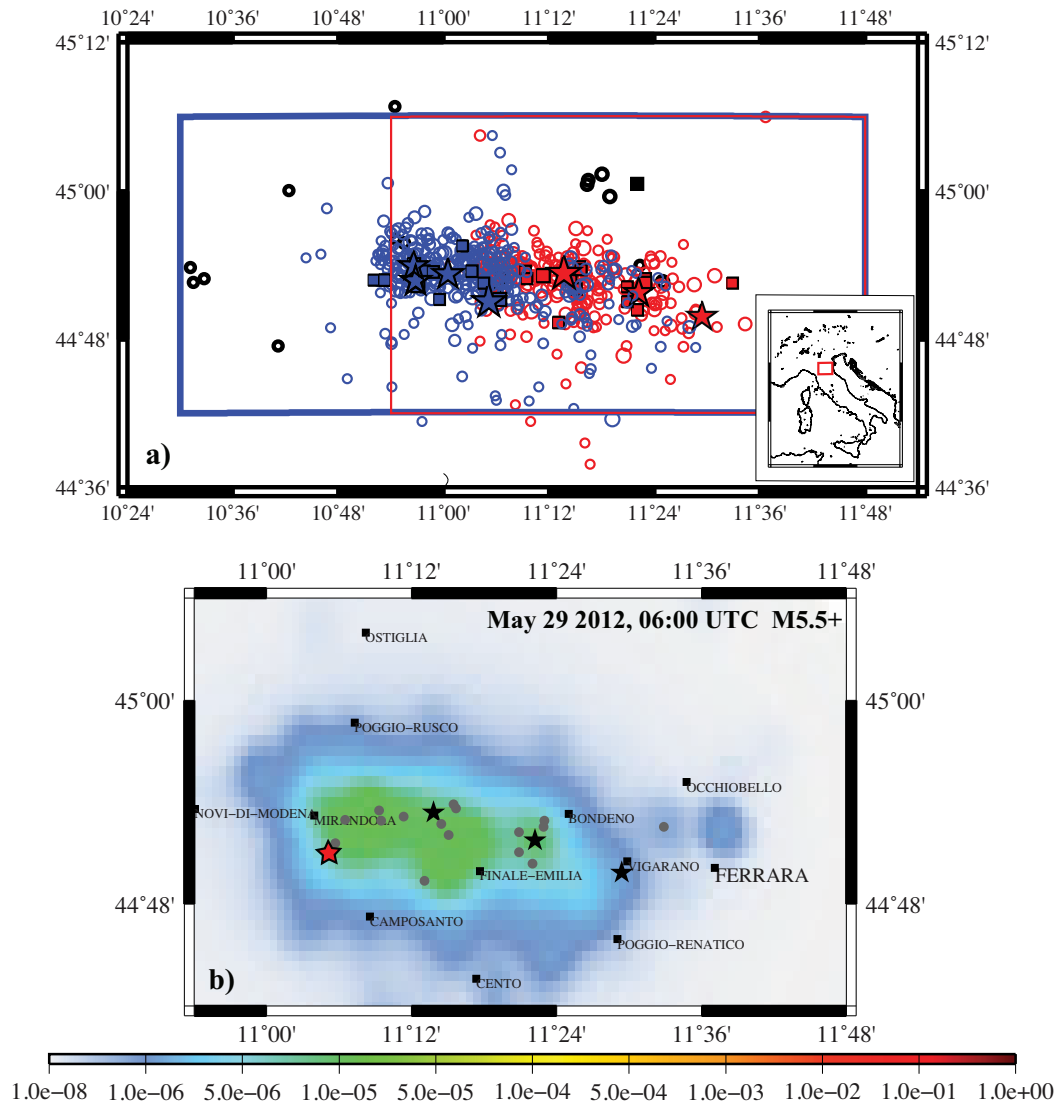 10˚24' 10˚36' 10˚48' 11˚00' 11˚12' 11˚24' 11˚36' 11˚48'
45˚12' 45˚12'
45˚00' 45˚00'
44˚48' 44˚48'
a)
44˚36' 44˚36'
10˚24' 10˚36' 10˚48' 11˚00' 11˚12' 11˚24' 11˚36' 11˚48'
11˚00' 11˚12' 11˚24' 11˚36' 11˚48'
May 29 2012, 06:00 UTC M5.5+
OSTIGLIA
45˚00' 45˚00'
POGGIO−RUSCO
OCCHIOBELLO
NOVI−DI−MODENA
MIRANDOLA
BONDENO
VIGARANO
FINALE−EMILIA
FERRARA
44˚48' 44˚48'
CAMPOSANTO
POGGIO−RENATICO
b)
CENTO
11˚00' 11˚12' 11˚24' 11˚36' 11˚48'
1.0e−08 1.0e−06 5.0e−06 1.0e−05 5.0e−05 1.0e−04 5.0e−04 1.0e−03 1.0e−02 1.0e−01 1.0e+00